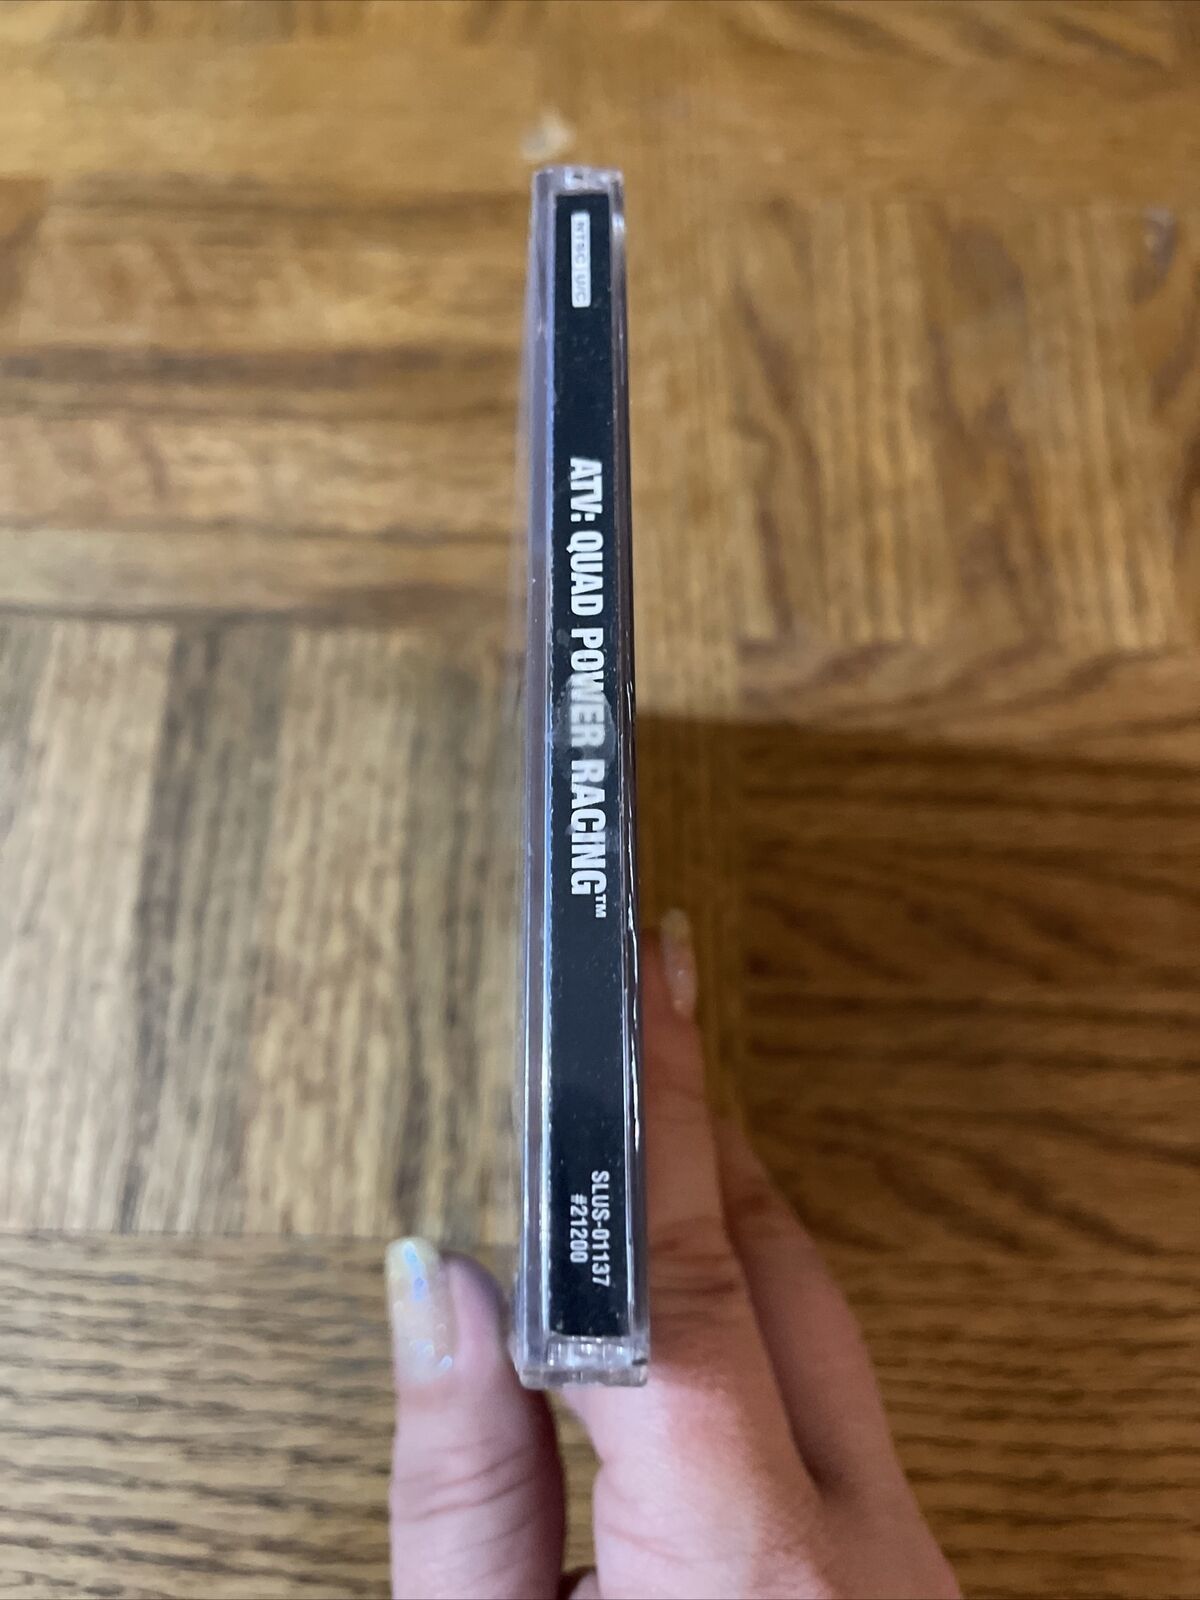 NTSC U/C
ATV: QUAD POWER RACING™
SLUS-01137
#21200